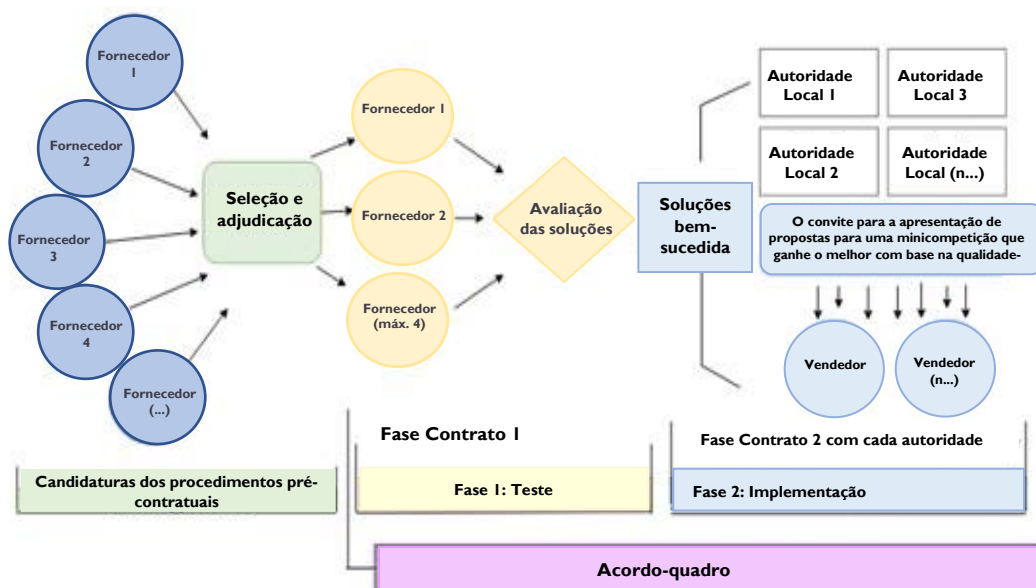 Fornecedor
1
Fornecedor
2
Fornecedor
3
Fornecedor
4
Fornecedor
(...)
Seleção e
adjudicação
Fornecedor 1
Fornecedor 2
Fornecedor
(máx. 4)
Avaliação
das soluções
Soluções
bem-
sucedida
Autoridade
Local 1
Autoridade
Local 3
Autoridade
Local 2
Autoridade
Local (n...)
O convite para a apresentação de
propostas para uma minicompetição que
ganhe o melhor com base na qualidade-
Vendedor
Vendedor
(n...)
Fase Contrato 1
Fase Contrato 2 com cada autoridade
Candidaturas dos procedimentos pré-
contratuais
Fase 1: Teste
Fase 2: Implementação
Acordo-quadro